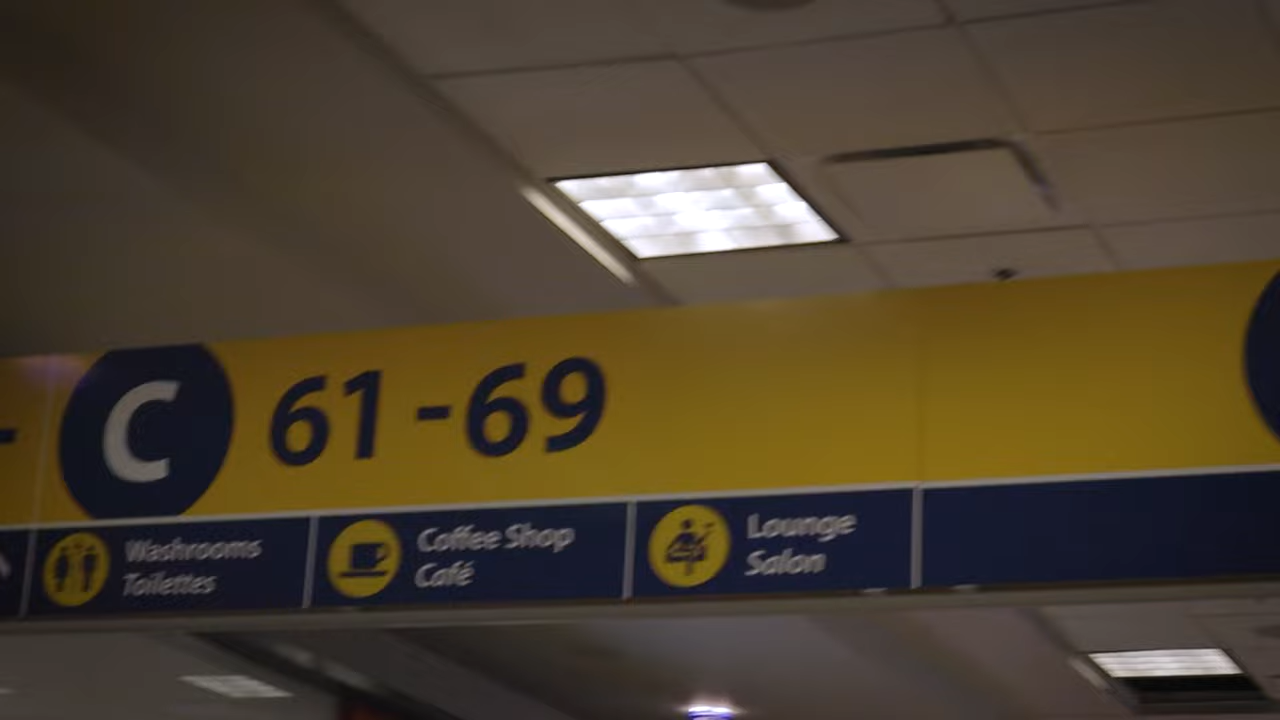 C 61-69
Washrooms
Toilettes
Coffee Shop
Café
Lounge
Salon